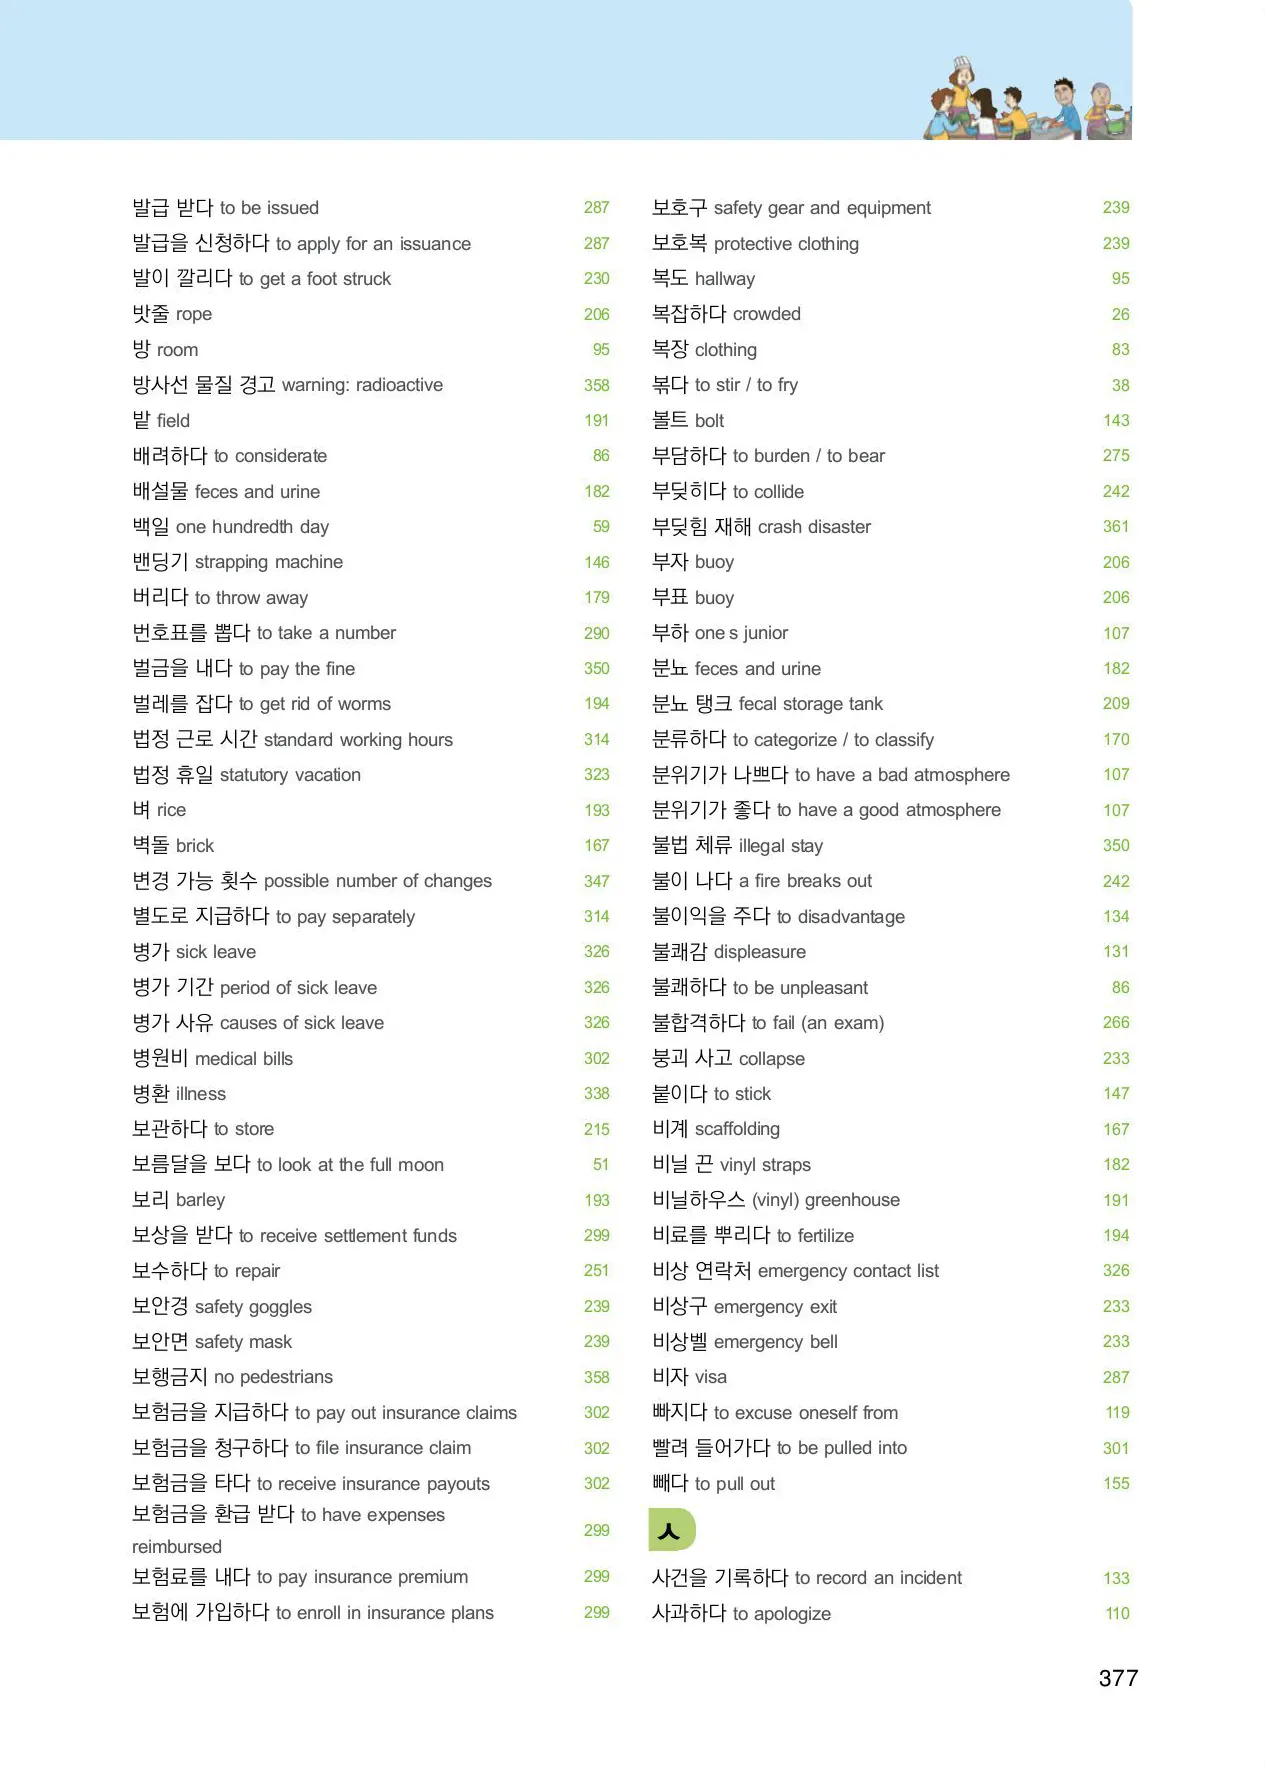 발급 받다 to be issued 287
발급을 신청하다 to apply for an issuance 287
발이 깔리다 to get a foot struck 230
밧줄 rope 206
방 room 95
방사선 물질 경고 warning: radioactive 358
밭 field 191
배려하다 to considerate 86
배설물 feces and urine 182
백일 one hundredth day 59
밴딩기 strapping machine 146
버리다 to throw away 179
번호표를 뽑다 to take a number 290
벌금을 내다 to pay the fine 350
벌레를 잡다 to get rid of worms 194
법정 근로 시간 standard working hours 314
법정 휴일 statutory vacation 323
벼 rice 193
벽돌 brick 167
변경 가능 횟수 possible number of changes 347
별도로 지급하다 to pay separately 314
병가 sick leave 326
병가 기간 period of sick leave 326
병가 사유 causes of sick leave 326
병원비 medical bills 302
병환 illness 338
보관하다 to store 215
보름달을 보다 to look at the full moon 51
보리 barley 193
보상을 받다 to receive settlement funds 299
보수하다 to repair 251
보안경 safety goggles 239
보안면 safety mask 239
보행금지 no pedestrians 358
보험금을 지급하다 to pay out insurance claims 302
보험금을 청구하다 to file insurance claim 302
보험금을 타다 to receive insurance payouts 302
보험금을 환급 받다 to have expenses
reimbursed 299
보험료를 내다 to pay insurance premium 299
보험에 가입하다 to enroll in insurance plans 299
보호구 safety gear and equipment 239
보호복 protective clothing 239
복도 hallway 95
복잡하다 crowded 26
복장 clothing 83
볶다 to stir / to fry 38
볼트 bolt 143
부담하다 to burden / to bear 275
부딪히다 to collide 242
부딪힘 재해 crash disaster 361
부자 buoy 206
부표 buoy 206
부하 one s junior 107
분뇨 feces and urine 182
분뇨 탱크 fecal storage tank 209
분류하다 to categorize / to classify 170
분위기가 나쁘다 to have a bad atmosphere 107
분위기가 좋다 to have a good atmosphere 107
불법 체류 illegal stay 350
불이 나다 a fire breaks out 242
불이익을 주다 to disadvantage 134
불쾌감 displeasure 131
불쾌하다 to be unpleasant 86
불합격하다 to fail (an exam) 266
붕괴 사고 collapse 233
붙이다 to stick 147
비계 scaffolding 167
비닐 끈 vinyl straps 182
비닐하우스 (vinyl) greenhouse 191
비료를 뿌리다 to fertilize 194
비상 연락처 emergency contact list 326
비상구 emergency exit 233
비상벨 emergency bell 233
비자 visa 287
빠지다 to excuse oneself from 119
빨려 들어가다 to be pulled into 301
빼다 to pull out 155
ㅅ
사건을 기록하다 to record an incident 133
사과하다 to apologize 110
377